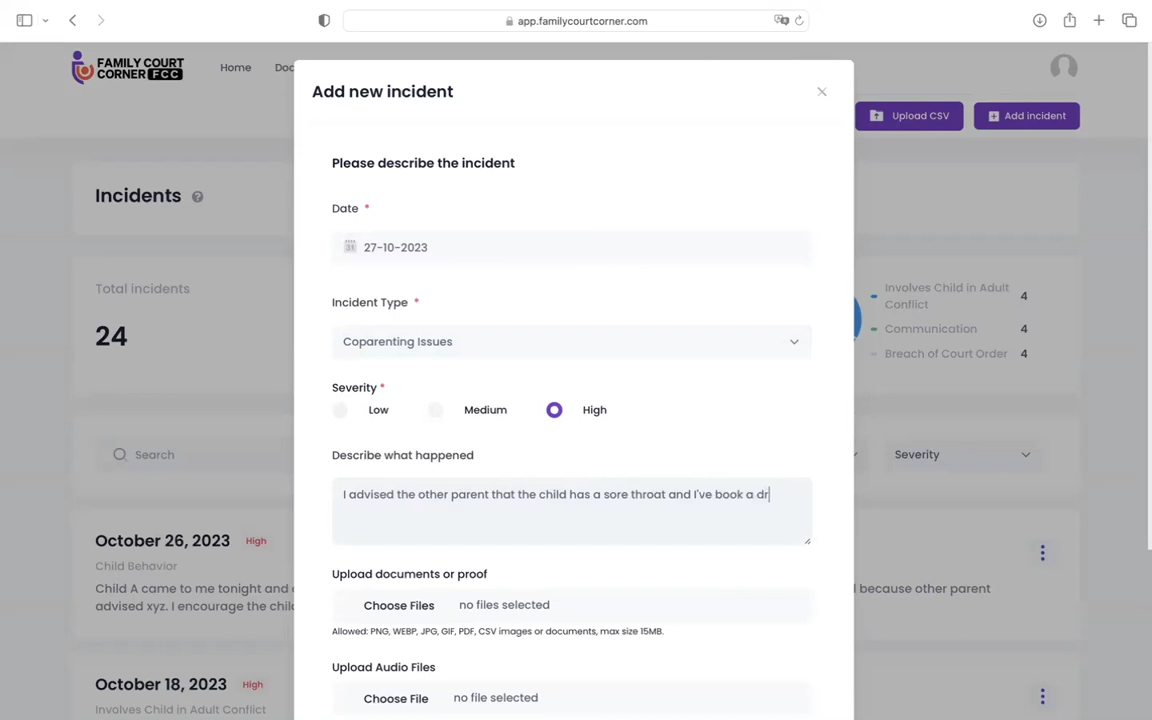 app.familycourtcorner.com
FAMILY COURT
CORNER FCC
Home
Doc
Upload CSV
Add incident
Add new incident
Please describe the incident
Incidents ?
Date *
31 27-10-2023
Total incidents
24
Involves Child in Adult
Conflict
4
Communication 4
Breach of Court Order 4
Incident Type *
Coparenting Issues
Severity *
Low
Medium
High
Search
Severity
Describe what happened
I advised the other parent that the child has a sore throat and I've book a dr
October 26, 2023 High
Child Behavior
Child A came to me tonight and
because other parent
advised xyz. I encourage the chil
Upload documents or proof
Choose Files no files selected
Allowed: PNG, WEBP, JPG, GIF, PDF, CSV images or documents, max size 15MB.
Upload Audio Files
Choose File no file selected
October 18, 2023 High
Involves Child in Adult Conflict